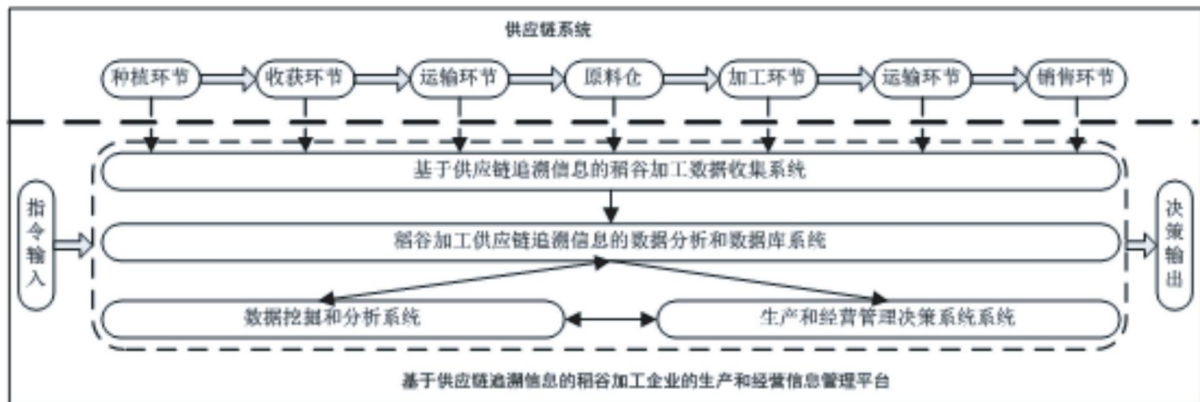 供应链系统
种植环节
收获环节
运输环节
原料仓
加工环节
运输环节
销售环节
基于供应链追溯信息的稻谷加工数据收集系统
指令输入
稻谷加工供应链追溯信息的数据分析和数据库系统
决策输出
数据挖掘和分析系统
生产和经营管理决策系统系统
基于供应链追溯信息的稻谷加工企业的生产和经营信息管理平台